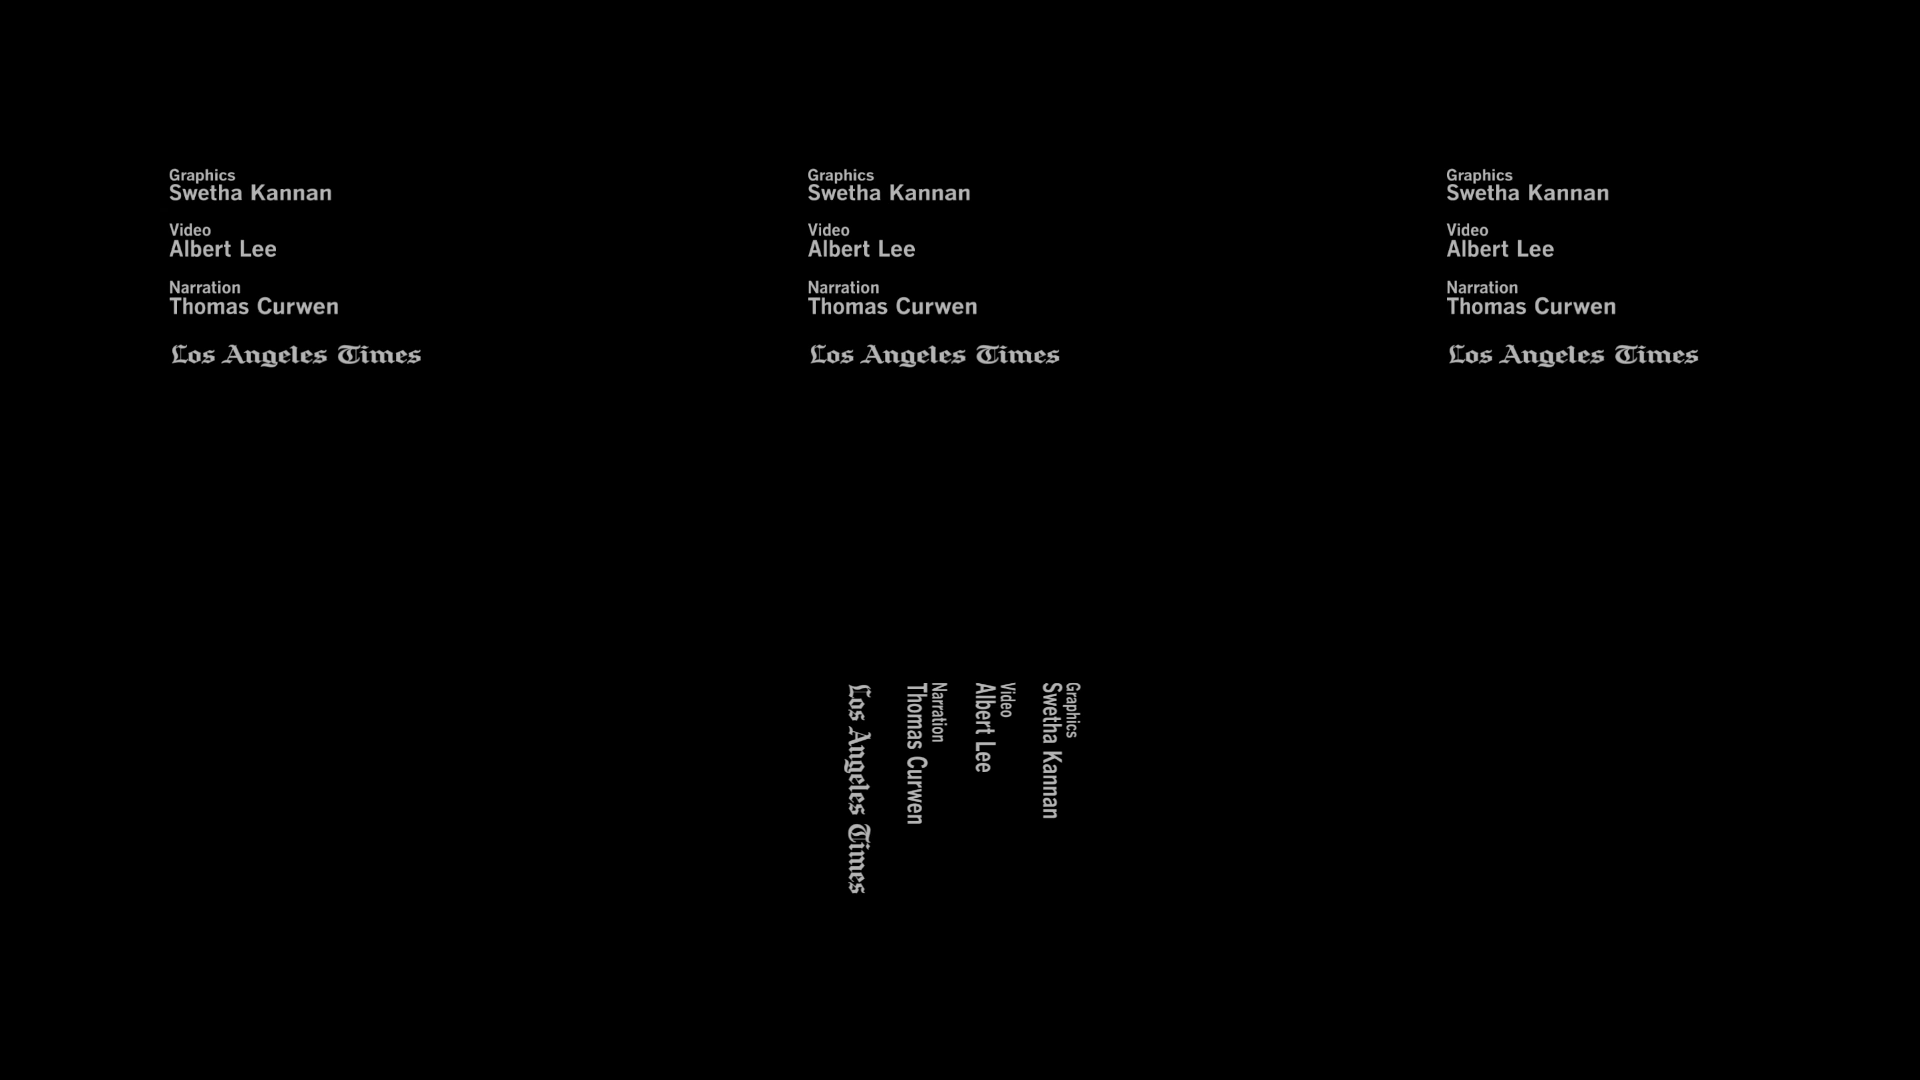 Graphics
Swetha Kannan
Video
Albert Lee
Narration
Thomas Curwen
Los Angeles Times
Graphics
Swetha Kannan
Video
Albert Lee
Narration
Thomas Curwen
Los Angeles Times
Graphics
Swetha Kannan
Video
Albert Lee
Narration
Thomas Curwen
Los Angeles Times
Graphics
Swetha Kannan
Video
Albert Lee
Narration
Thomas Curwen
Los Angeles Times